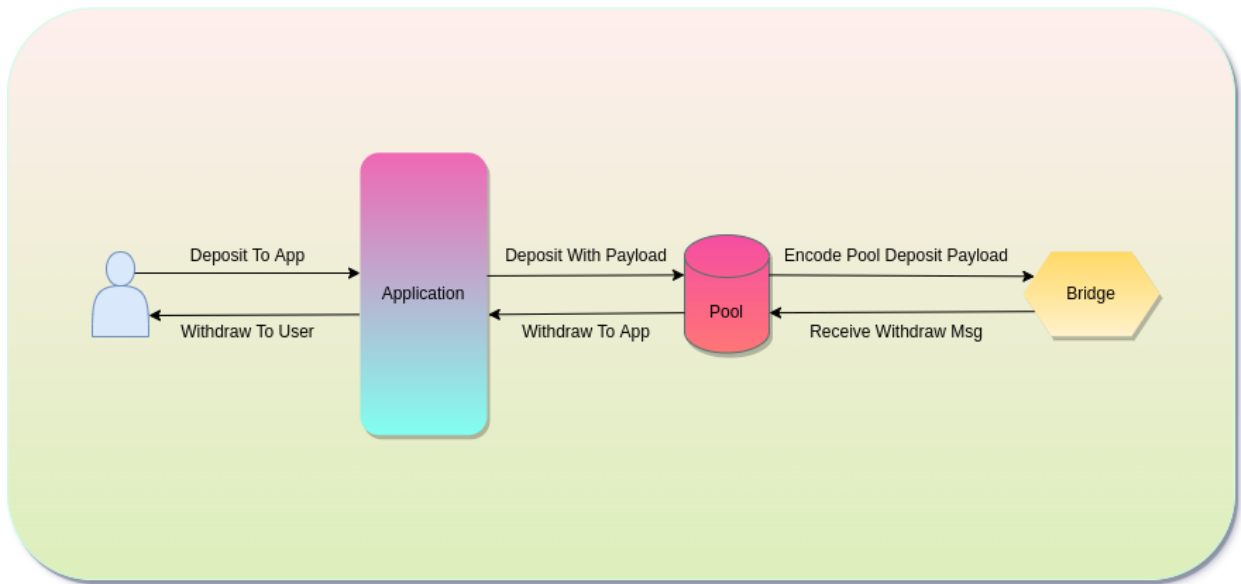 Deposit To App
Withdraw To User
Application
Deposit With Payload
Withdraw To App
Pool
Encode Pool Deposit Payload
Receive Withdraw Msg
Bridge